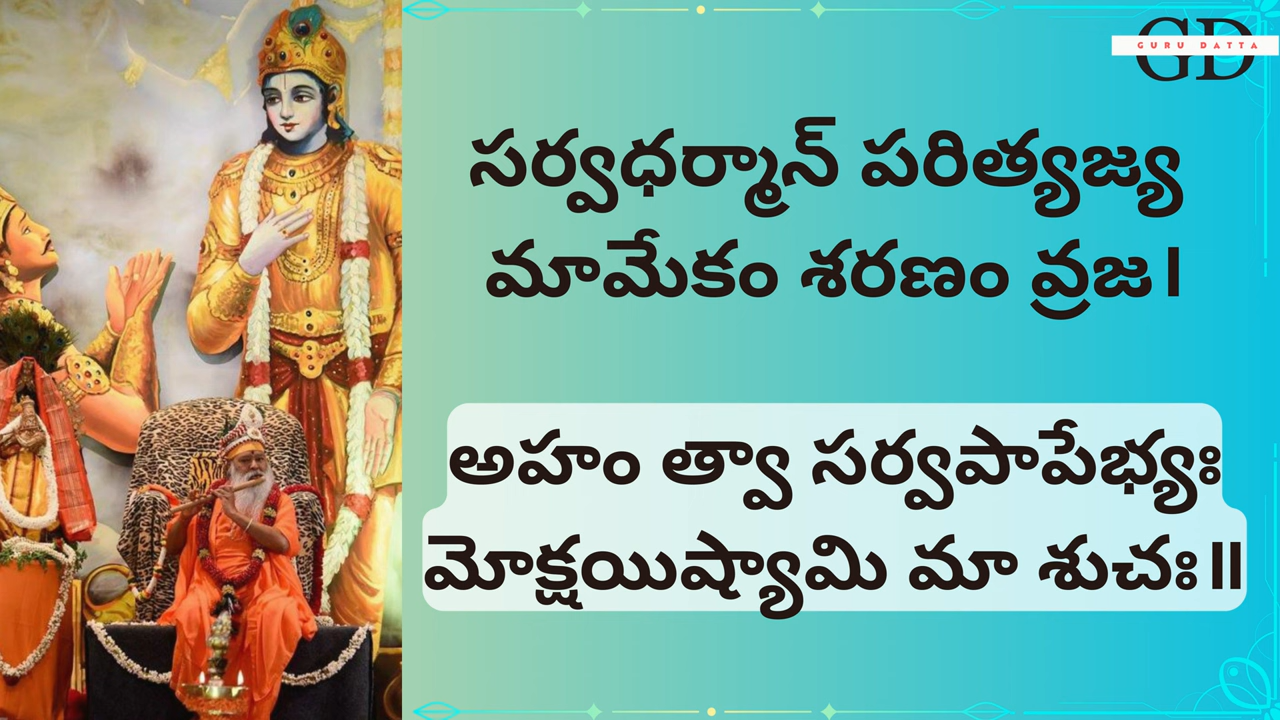 GD
GURU DATTA
సర్వధర్మాన్ పరిత్యజ్య
మామేకం శరణం వ్రజ।
అహం త్వా సర్వపాపేభ్యః
మోక్షయిష్యామి మా శుచః॥